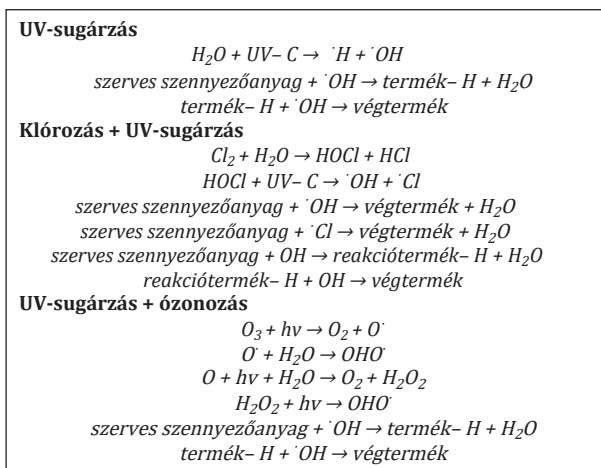 UV-sugárzás
H₂O + UV– C → ˙H + ˙OH
szerves szennyezőanyag + ˙OH → termék– H + H₂O
termék– H + ˙OH → végtermék
Klórozás + UV-sugárzás
Cl₂ + H₂O → HOCl + HCl
HOCl + UV– C → ˙OH + ˙Cl
szerves szennyezőanyag + ˙OH → végtermék + H₂O
szerves szennyezőanyag + ˙Cl → végtermék + H₂O
szerves szennyezőanyag + OH → reakciótermék– H + H₂O
reakciótermék– H + OH → végtermék
UV-sugárzás + ózonozás
O₃ + hv → O₂ + O˙
O˙ + H₂O → OHO˙
O + hv + H₂O → O₂ + H₂O₂
H₂O₂ + hv → OHO˙
szerves szennyezőanyag + ˙OH → termék– H + H₂O
termék– H + ˙OH → végtermék